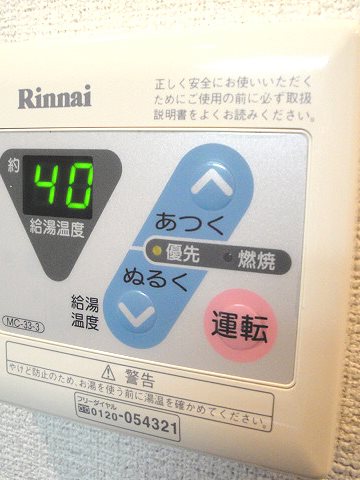 Rinnai
正しく安全にお使いいただく
ためにご使用の前に必ず取扱
説明書をよくお読みください。
約
40
給湯温度
あつく
優先
燃焼
ぬるく
給湯
温度
運転
MC-33-3
警告
やけど防止のため、お湯を使う前に湯温を確かめてください。
フリーダイヤル
0120-054321